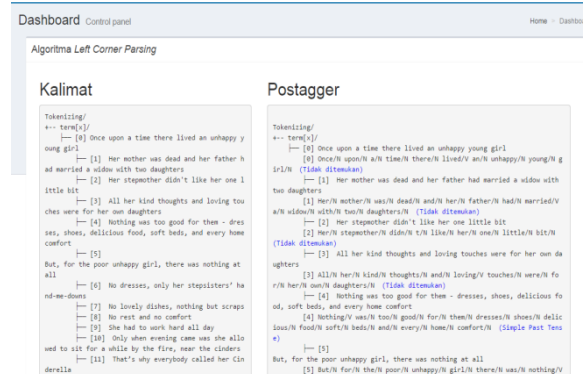 Dashboard Control panel
Home > Dashboa
Algoritma Left Corner Parsing
Kalimat
Tokenizing/
+-- term[x]/
├─ [0] Once upon a time there lived an unhappy y
oung girl
├─ [1] Her mother was dead and her father h
ad married a widow with two daughters
├─ [2] Her stepmother didn't like her one l
ittle bit
├─ [3] All her kind thoughts and loving tou
ches were for her own daughters
├─ [4] Nothing was too good for them - dres
ses, shoes, delicious food, soft beds, and every home
comfort
├─ [5]
But, for the poor unhappy girl, there was nothing at
all
├─ [6] No dresses, only her stepsisters' ha
nd-me-downs
├─ [7] No lovely dishes, nothing but scraps
├─ [8] No rest and no comfort
├─ [9] She had to work hard all day
├─ [10] Only when evening came was she allo
wed to sit for a while by the fire, near the cinders
├─ [11] That's why everybody called her Cin
derella
Postagger
Tokenizing/
+-- term[x]/
├─ [0] Once upon a time there lived an unhappy young girl
[0] Once/N upon/N a/N time/N there/N lived/V an/N unhappy/N young/N g
irl/N (Tidak ditemukan)
├─ [1] Her mother was dead and her father had married a widow with
two daughters
[1] Her/N mother/N was/N dead/N and/N her/N father/N had/N married/V
a/N widow/N with/N two/N daughters/N (Tidak ditemukan)
├─ [2] Her stepmother didn't like her one little bit
[2] Her/N stepmother/N didn/N t/N like/N her/N one/N little/N bit/N
(Tidak ditemukan)
├─ [3] All her kind thoughts and loving touches were for her own da
ughters
[3] All/N her/N kind/N thoughts/N and/N loving/V touches/N were/N fo
r/N her/N own/N daughters/N (Tidak ditemukan)
├─ [4] Nothing was too good for them - dresses, shoes, delicious fo
od, soft beds, and every home comfort
[4] Nothing/V was/N too/N good/N for/N them/N dresses/N shoes/N delic
ious/N food/N soft/N beds/N and/N every/N home/N comfort/N (Simple Past Tens
e)
├─ [5]
But, for the poor unhappy girl, there was nothing at all
[5] But/N for/N the/N poor/N unhappy/N girl/N there/N was/N nothing/V